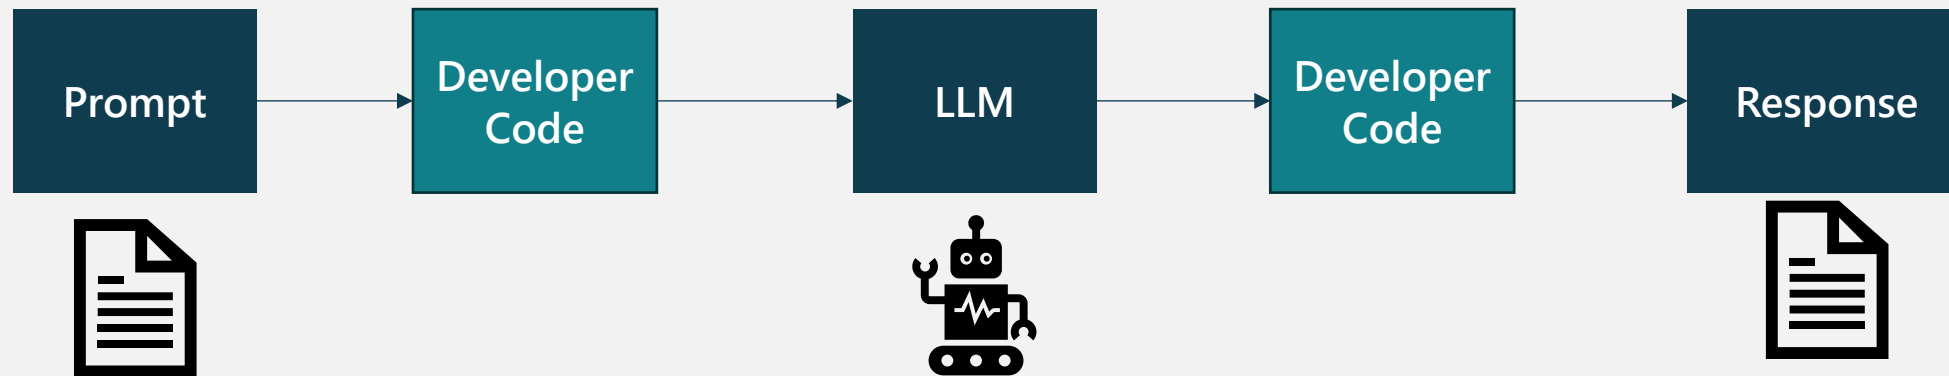 Prompt
Developer
Code
LLM
Developer
Code
Response